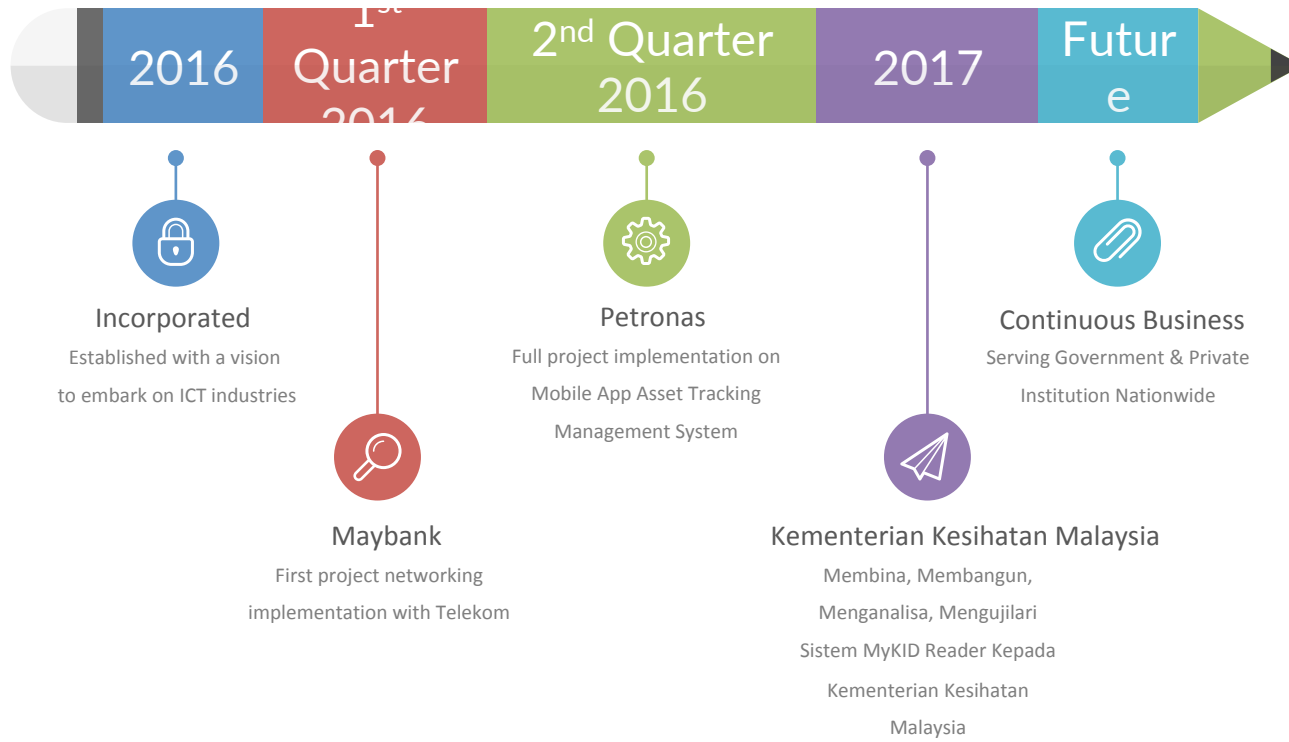 2016
1st
Quarter
2016
2nd Quarter
2016
2017
Futur
e
Incorporated
Established with a vision
to embark on ICT industries
Maybank
First project networking
implementation with Telekom
Petronas
Full project implementation on
Mobile App Asset Tracking
Management System
Kementerian Kesihatan Malaysia
Membina, Membangun,
Menganalisa, Mengujilari
Sistem MyKID Reader Kepada
Kementerian Kesihatan
Malaysia
Continuous Business
Serving Government & Private
Institution Nationwide